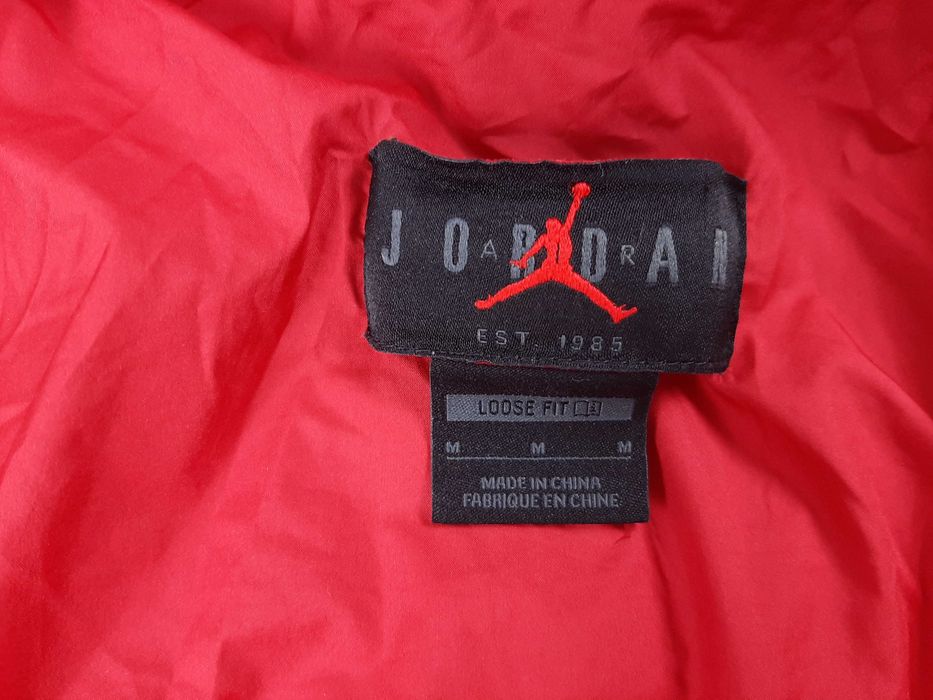 JORDAN
AIR
EST. 1985
LOOSE FIT
M M M
MADE IN CHINA
FABRIQUE EN CHINE